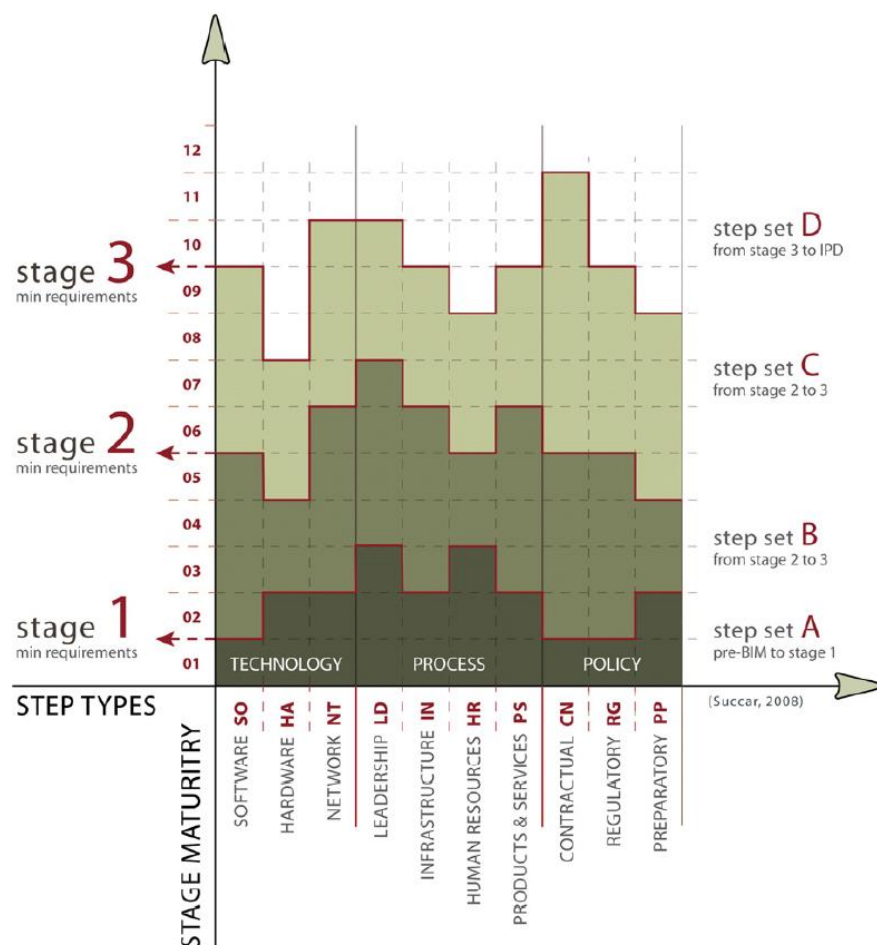 12
11
10
09
08
07
06
05
04
03
02
01
stage 3
min requirements
stage 2
min requirements
stage 1
min requirements
step set D
from stage 3 to IPD
step set C
from stage 2 to 3
step set B
from stage 2 to 3
step set A
pre-BIM to stage 1
TECHNOLOGY
PROCESS
POLICY
(Succar, 2008)
STEP TYPES
STAGE MATURITRY
SOFTWARE SO
HARDWARE HA
NETWORK NT
LEADERSHIP LD
INFRASTRUCTURE IN
HUMAN RESOURCES HR
PRODUCTS & SERVICES PS
CONTRACTUAL CN
REGULATORY RG
PREPARATORY PP